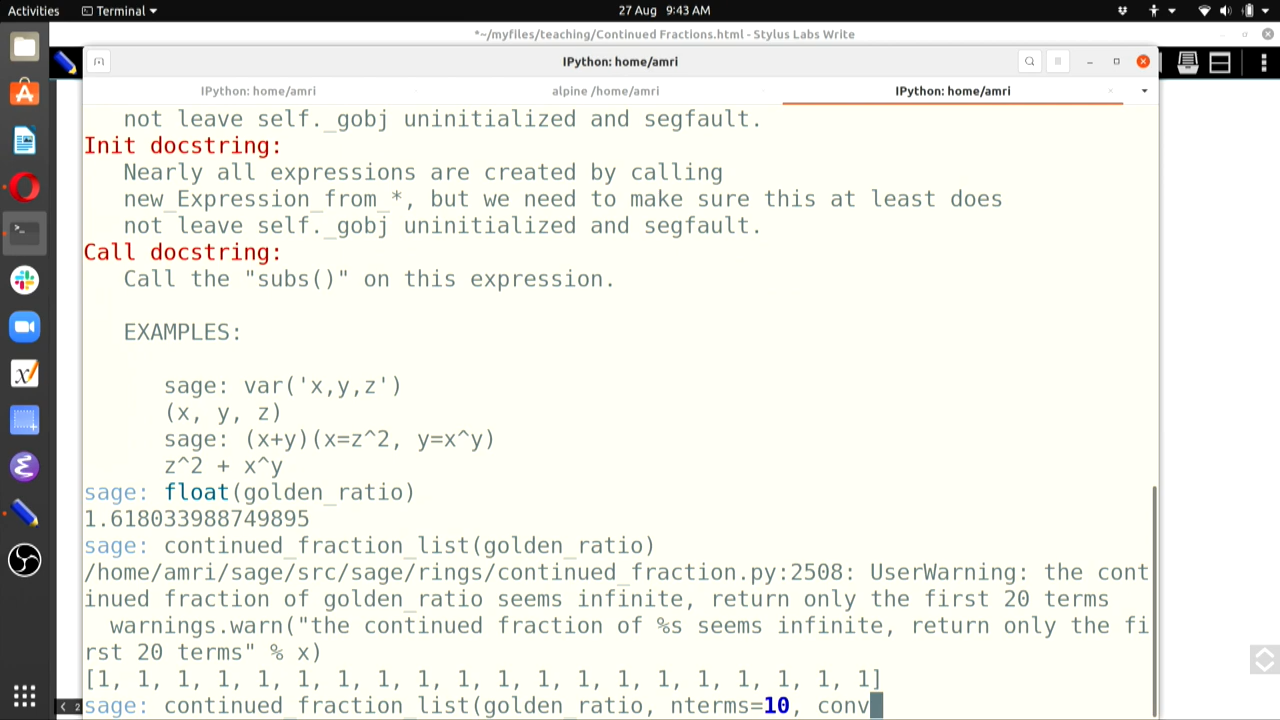 Activities
Terminal
27 Aug 9:43 AM
*~/myfiles/teaching/Continued Fractions.html - Stylus Labs Write
IPython: home/amri
IPython: home/amri
alpine /home/amri
IPython: home/amri
not leave self._gobj uninitialized and segfault.
Init docstring:
Nearly all expressions are created by calling
new_Expression_from_*, but we need to make sure this at least does
not leave self._gobj uninitialized and segfault.
Call docstring:
Call the "subs()" on this expression.
EXAMPLES:
sage: var('x,y,z')
(x, y, z)
sage: (x+y)(x=z^2, y=x^y)
z^2 + x^y
sage: float(golden_ratio)
1.618033988749895
sage: continued_fraction_list(golden_ratio)
/home/amri/sage/src/sage/rings/continued_fraction.py:2508: UserWarning: the cont
inued fraction of golden_ratio seems infinite, return only the first 20 terms
warnings.warn("the continued fraction of %s seems infinite, return only the fi
rst 20 terms" % x)
[1, 1, 1, 1, 1, 1, 1, 1, 1, 1, 1, 1, 1, 1, 1, 1, 1, 1, 1, 1]
sage: continued_fraction_list(golden_ratio, nterms=10, conv
2